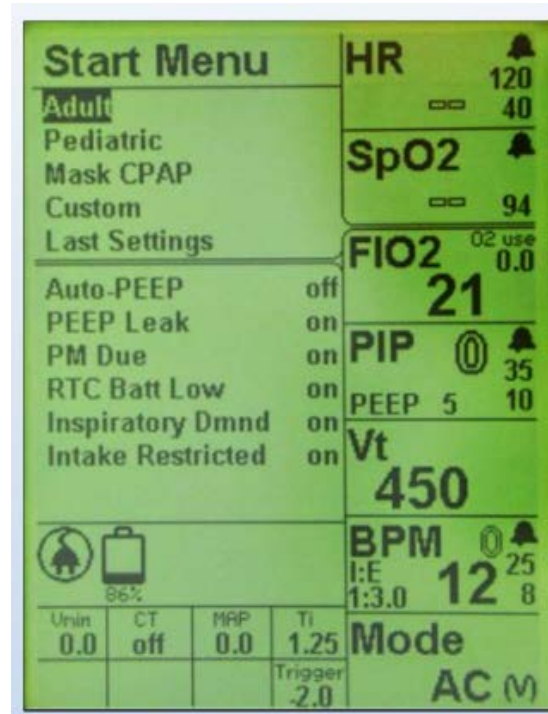 Start Menu
Adult
Pediatric
Mask CPAP
Custom
Last Settings
Auto-PEEP off
PEEP Leak on
PM Due on
RTC Batt Low on
Inspiratory Dmnd on
Intake Restricted on
86%
Vmin CT MAP Ti
0.0 off 0.0 1.25
Trigger
-2.0
HR 120
-- 40
SpO2
-- 94
FIO2 O2 use
0.0
21
PIP 0 35
PEEP 5 10
Vt
450
BPM 0 25
I:E
1:3.0 12 8
Mode
AC (V)